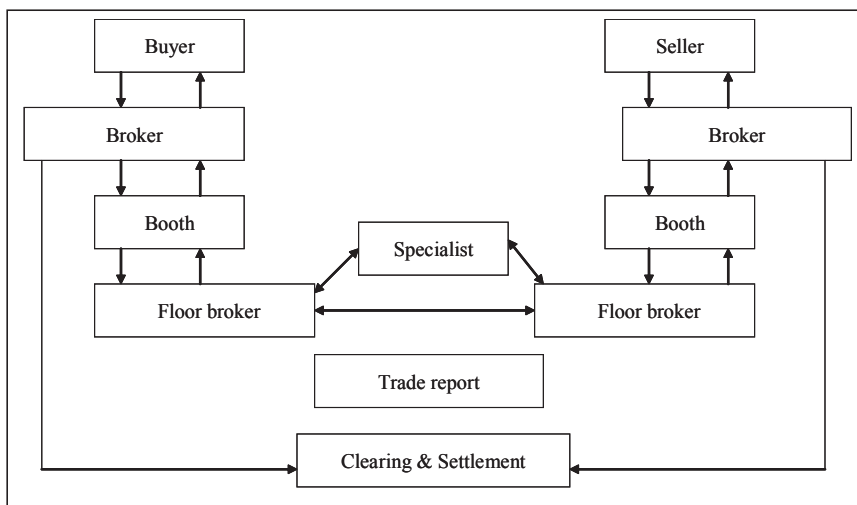 Buyer
Seller
Broker
Broker
Booth
Booth
Specialist
Floor broker
Floor broker
Trade report
Clearing & Settlement